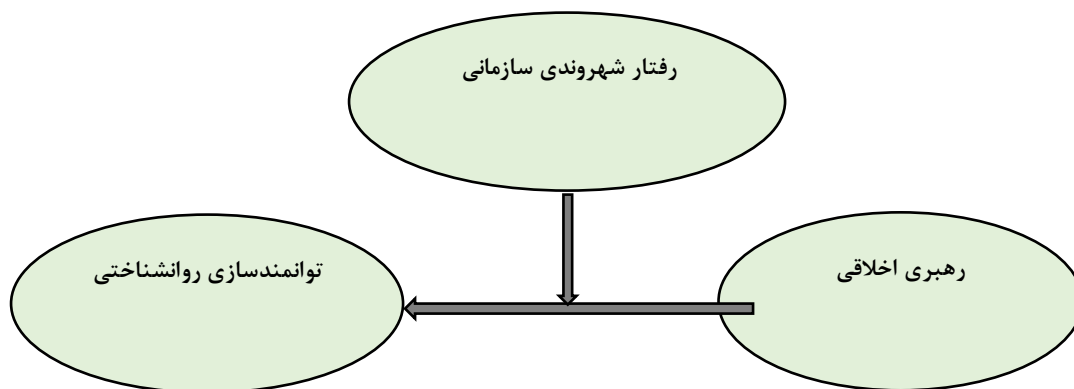 رفتار شهروندی سازمانی
رهبری اخلاقی
توانمندسازی روانشناختی